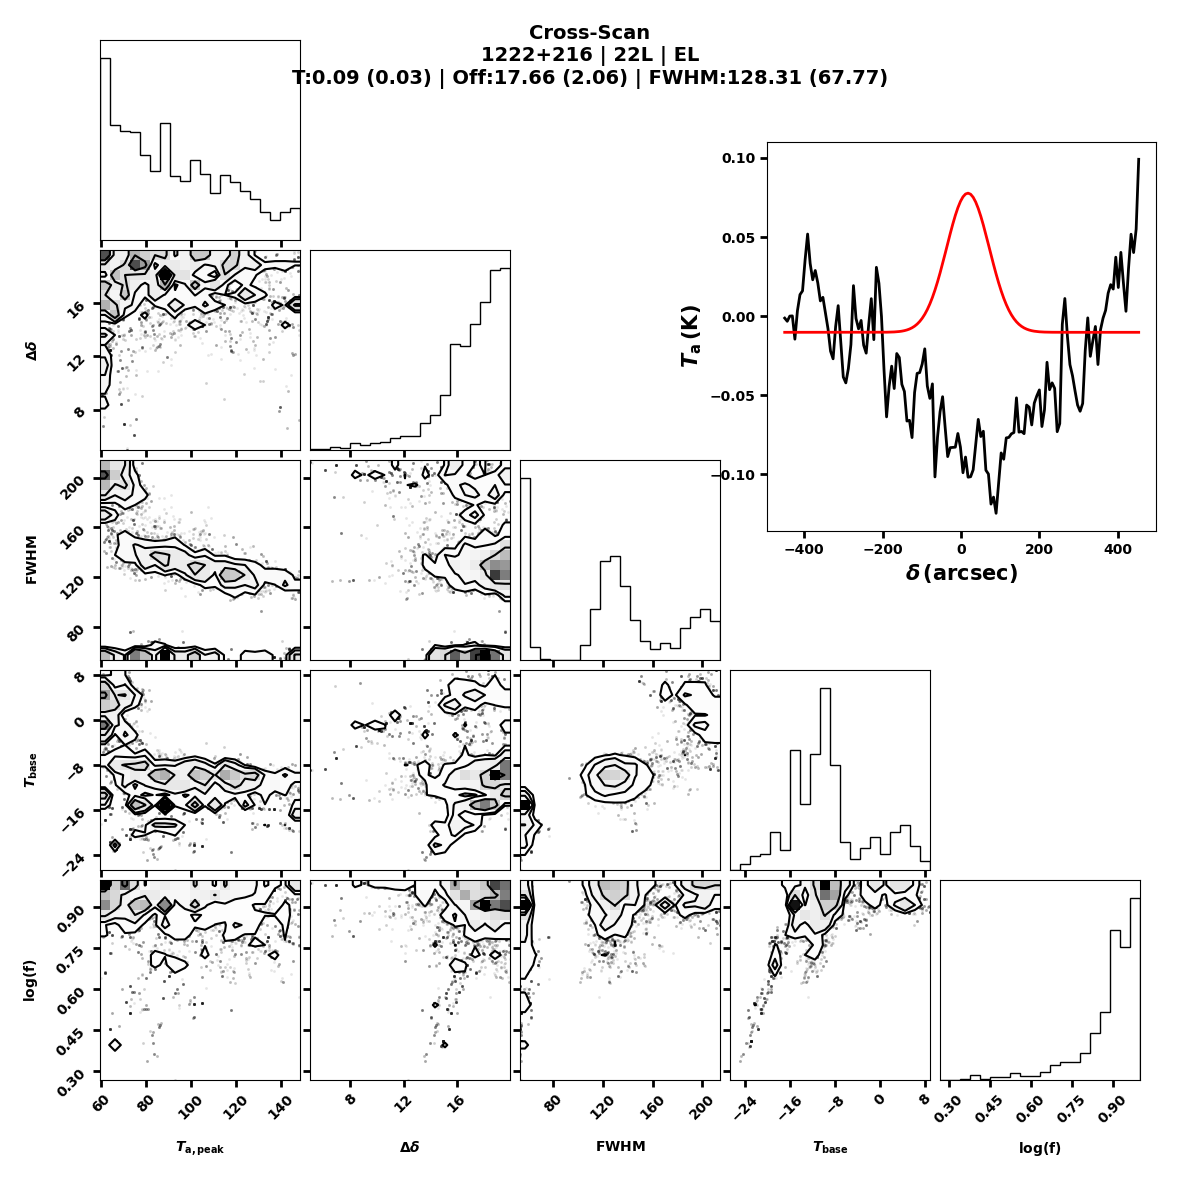 Cross-Scan
1222+216 | 22L | EL
T:0.09 (0.03) | Off:17.66 (2.06) | FWHM:128.31 (67.77)
0.10
0.05
0.00
−0.05
−0.10
Ta (K)
−400 −200 0 200 400
δ (arcsec)
16
12
8
Δδ
200
160
120
80
FWHM
8
0
−8
−16
−24
Tbase
0.90
0.75
0.60
0.45
0.30
log(f)
60 80 100 120 140
8 12 16
80 120 160 200
−24 −16 −8 0 8
0.30 0.45 0.60 0.75 0.90
Ta,peak
Δδ
FWHM
Tbase
log(f)